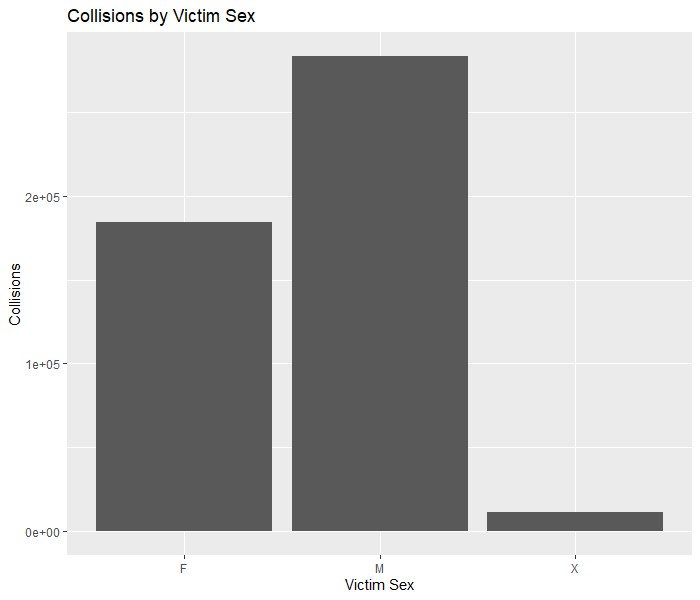 Collisions by Victim Sex
Collisions
2e+05
1e+05
0e+00
F M X
Victim Sex